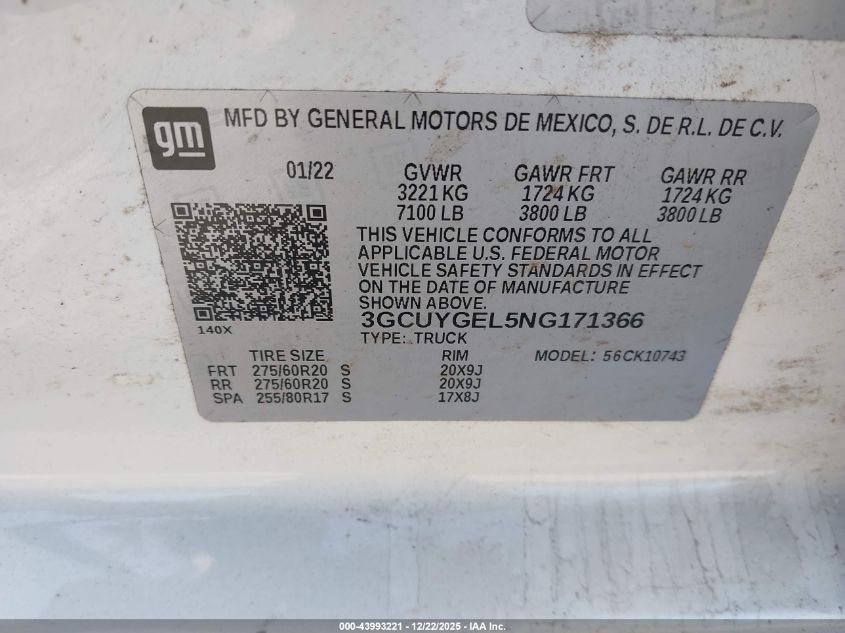 gm
MFD BY GENERAL MOTORS DE MEXICO, S. DE R.L. DE C.V.
01/22 GVWR GAWR FRT GAWR RR
3221 KG 1724 KG 1724 KG
7100 LB 3800 LB 3800 LB
THIS VEHICLE CONFORMS TO ALL
APPLICABLE U.S. FEDERAL MOTOR
VEHICLE SAFETY STANDARDS IN EFFECT
ON THE DATE OF MANUFACTURE
SHOWN ABOVE.
140X
3GCUYGEL5NG171366
TYPE: TRUCK
TIRE SIZE RIM MODEL: 56CK10743
FRT 275/60R20 S 20X9J
RR 275/60R20 S 20X9J
SPA 255/80R17 S 17X8J
000-43993221 - 12/22/2025 - IAA Inc.